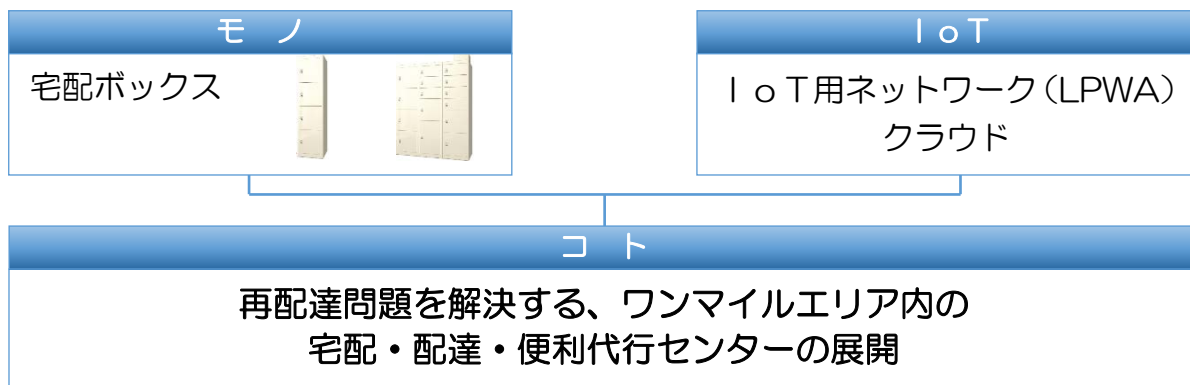 モ ノ
宅配ボックス
ＩｏＴ
ＩｏＴ用ネットワーク（LPWA）
クラウド
コ ト
再配達問題を解決する、ワンマイルエリア内の
宅配・配達・便利代行センターの展開